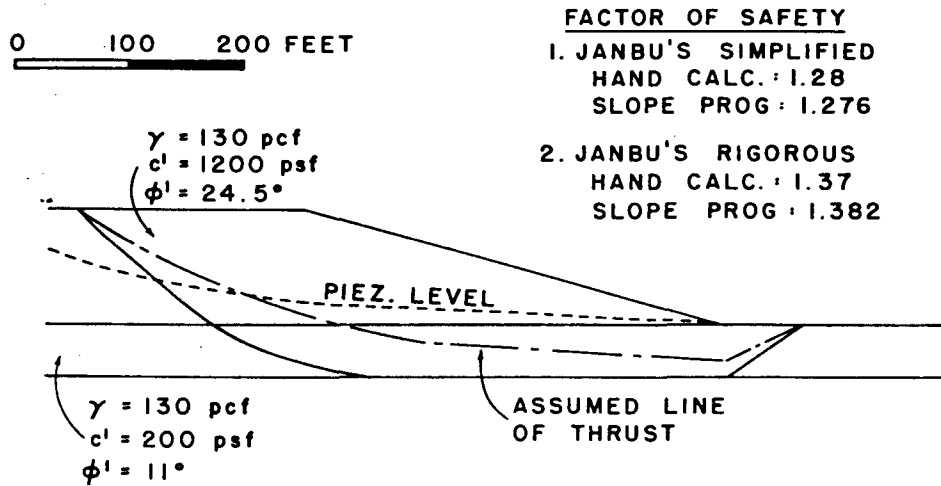 0 100 200 FEET
FACTOR OF SAFETY
1. JANBU'S SIMPLIFIED
HAND CALC. : 1.28
SLOPE PROG : 1.276
2. JANBU'S RIGOROUS
HAND CALC. : 1.37
SLOPE PROG : 1.382
γ = 130 pcf
c' = 1200 psf
ϕ' = 24.5°
PIEZ. LEVEL
ASSUMED LINE
OF THRUST
γ = 130 pcf
c' = 200 psf
ϕ' = 11°